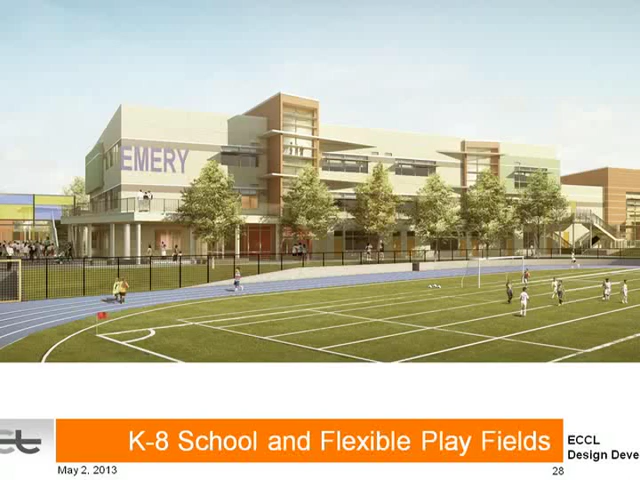 EMERY
K-8 School and Flexible Play Fields
ECCL
Design Deve
May 2, 2013
28